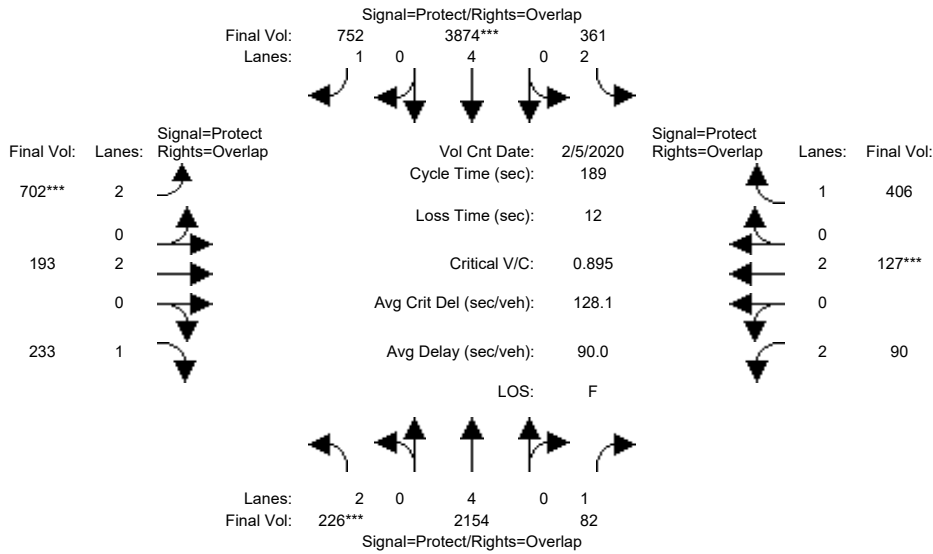 Signal=Protect/Rights=Overlap
Final Vol: 752 3874*** 361
Lanes: 1 0 4 0 2
Signal=Protect
Final Vol: Lanes: Rights=Overlap
Vol Cnt Date: 2/5/2020
Signal=Protect
Rights=Overlap Lanes: Final Vol:
Cycle Time (sec): 189
702*** 2
1 406
Loss Time (sec): 12
0
0
193 2
Critical V/C: 0.895
2 127***
0
Avg Crit Del (sec/veh): 128.1
0
233 1
Avg Delay (sec/veh): 90.0
2 90
LOS: F
Lanes: 2 0 4 0 1
Final Vol: 226*** 2154 82
Signal=Protect/Rights=Overlap